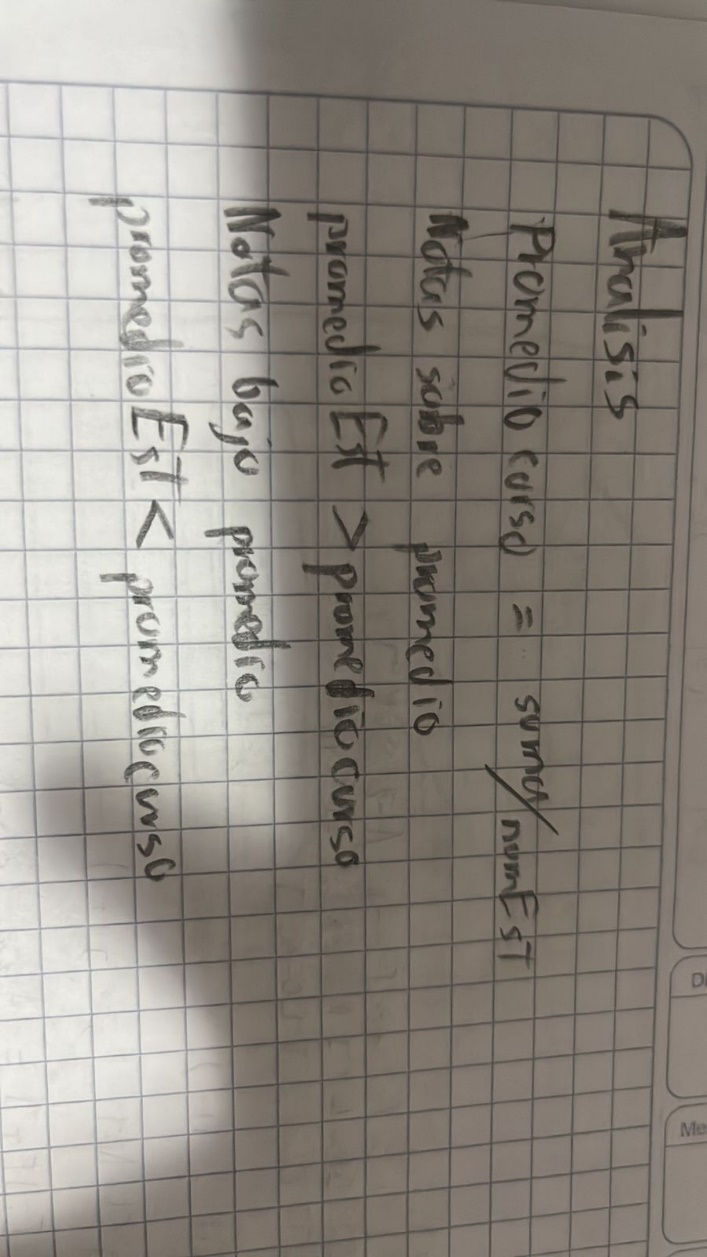 Analisis
Promedio curso = suma/numEst
Notas sobre promedio
promedio Est > promedio curso
Notas bajo promedio
promedio Est < promedio curso